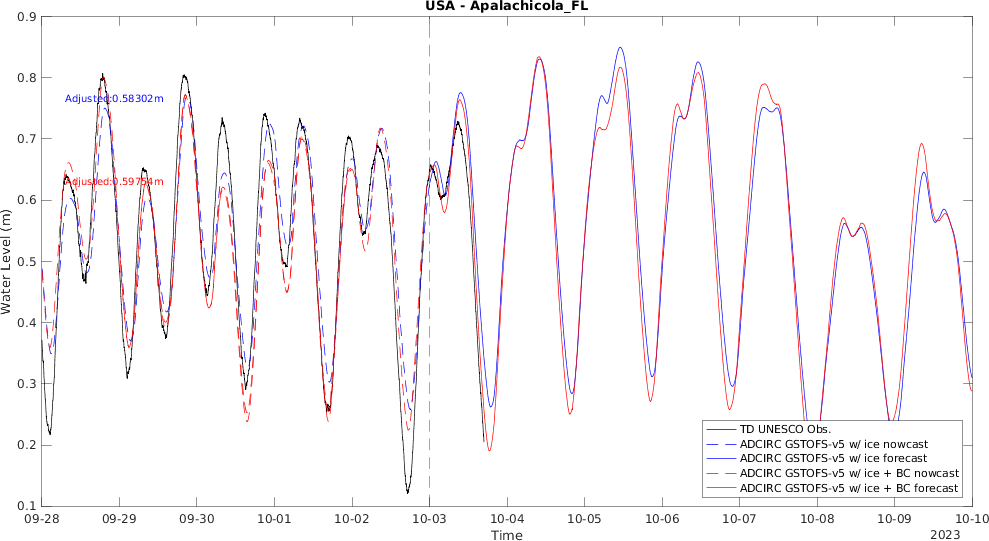 USA - Apalachicola_FL
0.9
0.8
0.7
0.6
0.5
0.4
0.3
0.2
0.1
Water Level (m)
Adjusted:0.58302m
Adjusted:0.59754m
TD UNESCO Obs.
ADCIRC GSTOFS-v5 w/ ice nowcast
ADCIRC GSTOFS-v5 w/ ice forecast
ADCIRC GSTOFS-v5 w/ ice + BC nowcast
ADCIRC GSTOFS-v5 w/ ice + BC forecast
09-28 09-29 09-30 10-01 10-02 10-03 10-04 10-05 10-06 10-07 10-08 10-09 10-10
Time
2023